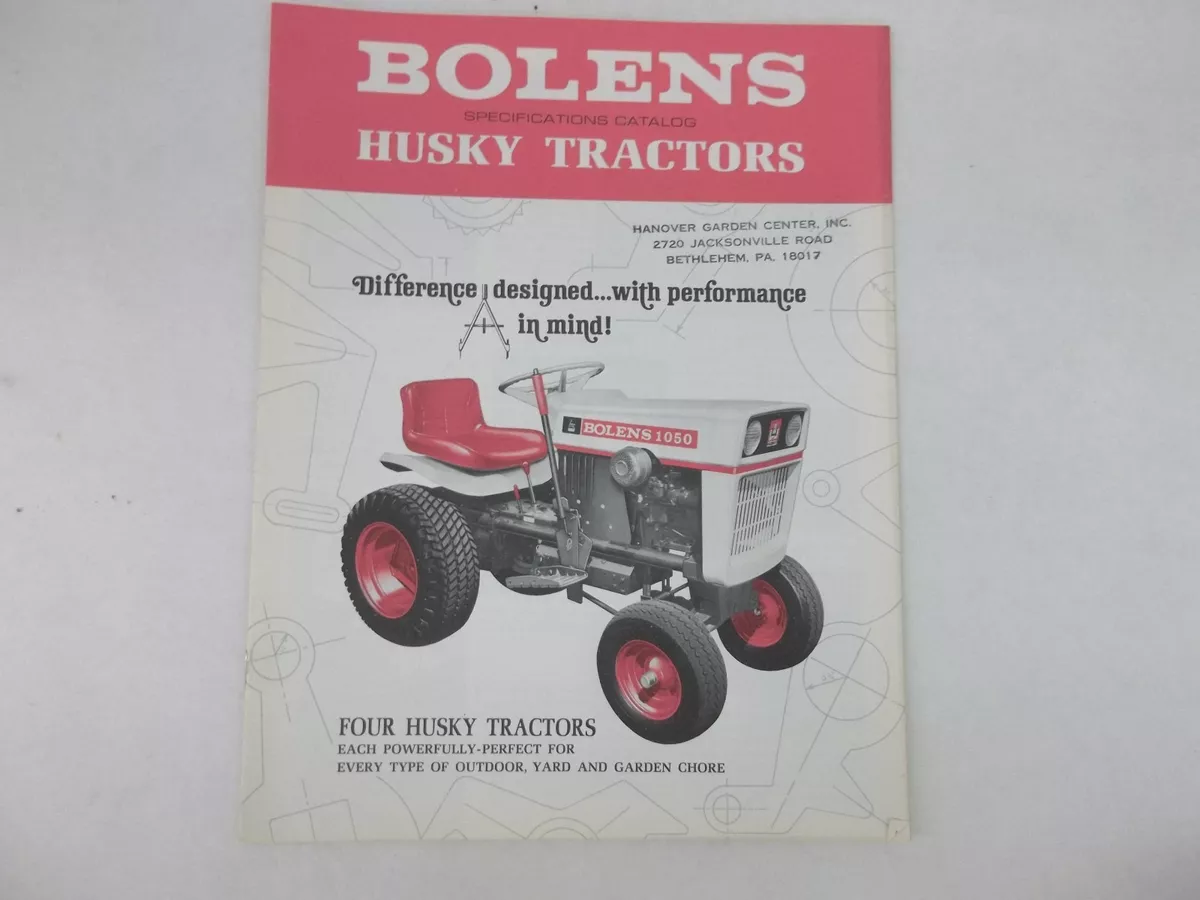 BOLENS
SPECIFICATIONS CATALOG
HUSKY TRACTORS
HANOVER GARDEN CENTER, INC.
2720 JACKSONVILLE ROAD
BETHLEHEM, PA. 18017
Difference designed...with performance
in mind!
BOLENS 1050
FOUR HUSKY TRACTORS
EACH POWERFULLY-PERFECT FOR
EVERY TYPE OF OUTDOOR, YARD AND GARDEN CHORE